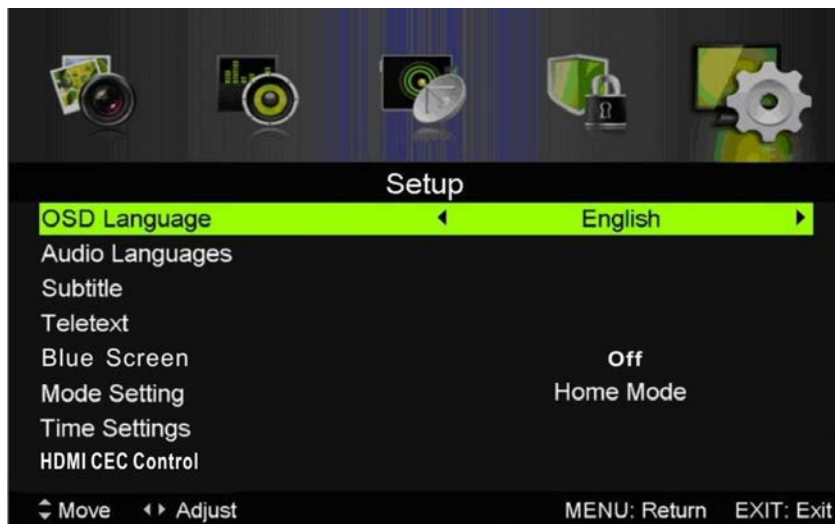 Setup
OSD Language English
Audio Languages
Subtitle
Teletext
Blue Screen Off
Mode Setting Home Mode
Time Settings
HDMI CEC Control
Move Adjust MENU: Return EXIT: Exit